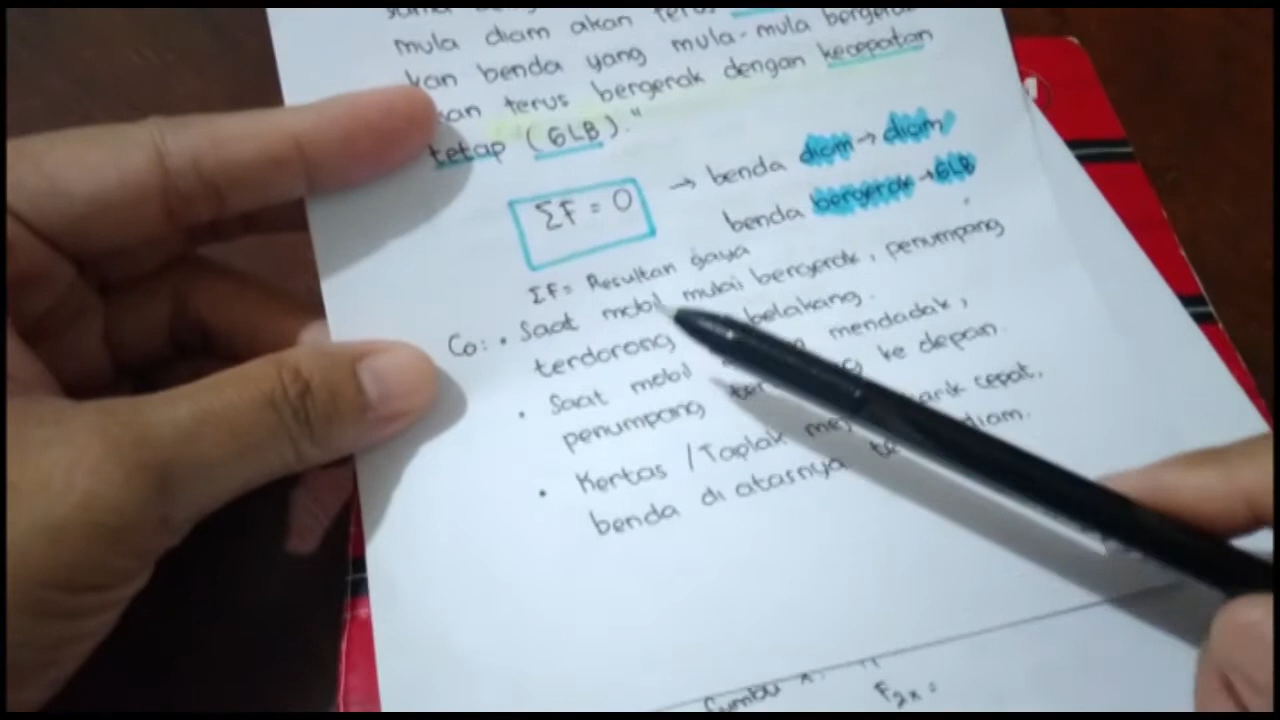 mula diam akan terus
kan benda yang mula-mula bergerak
kan terus bergerak dengan kecepatan
tetap (GLB)."
ΣF = 0
→ benda diam → diam
benda bergerak → GLB
ΣF = Resultan gaya
Co: • Saat mobil mulai bergerak, penumpang
terdorong belakang.
• Saat mobil mendadak,
penumpang ke depan.
• Kertas / Taplak cepat,
benda di atasnya diam.
Sumbu
F2x =